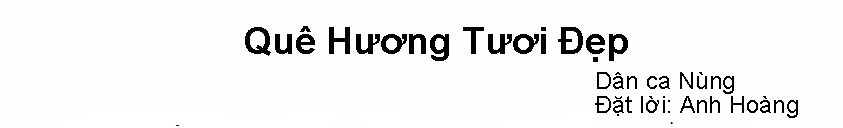 Quê Hương Tươi Đẹp
Dân ca Nùng
Đặt lời: Anh Hoàng